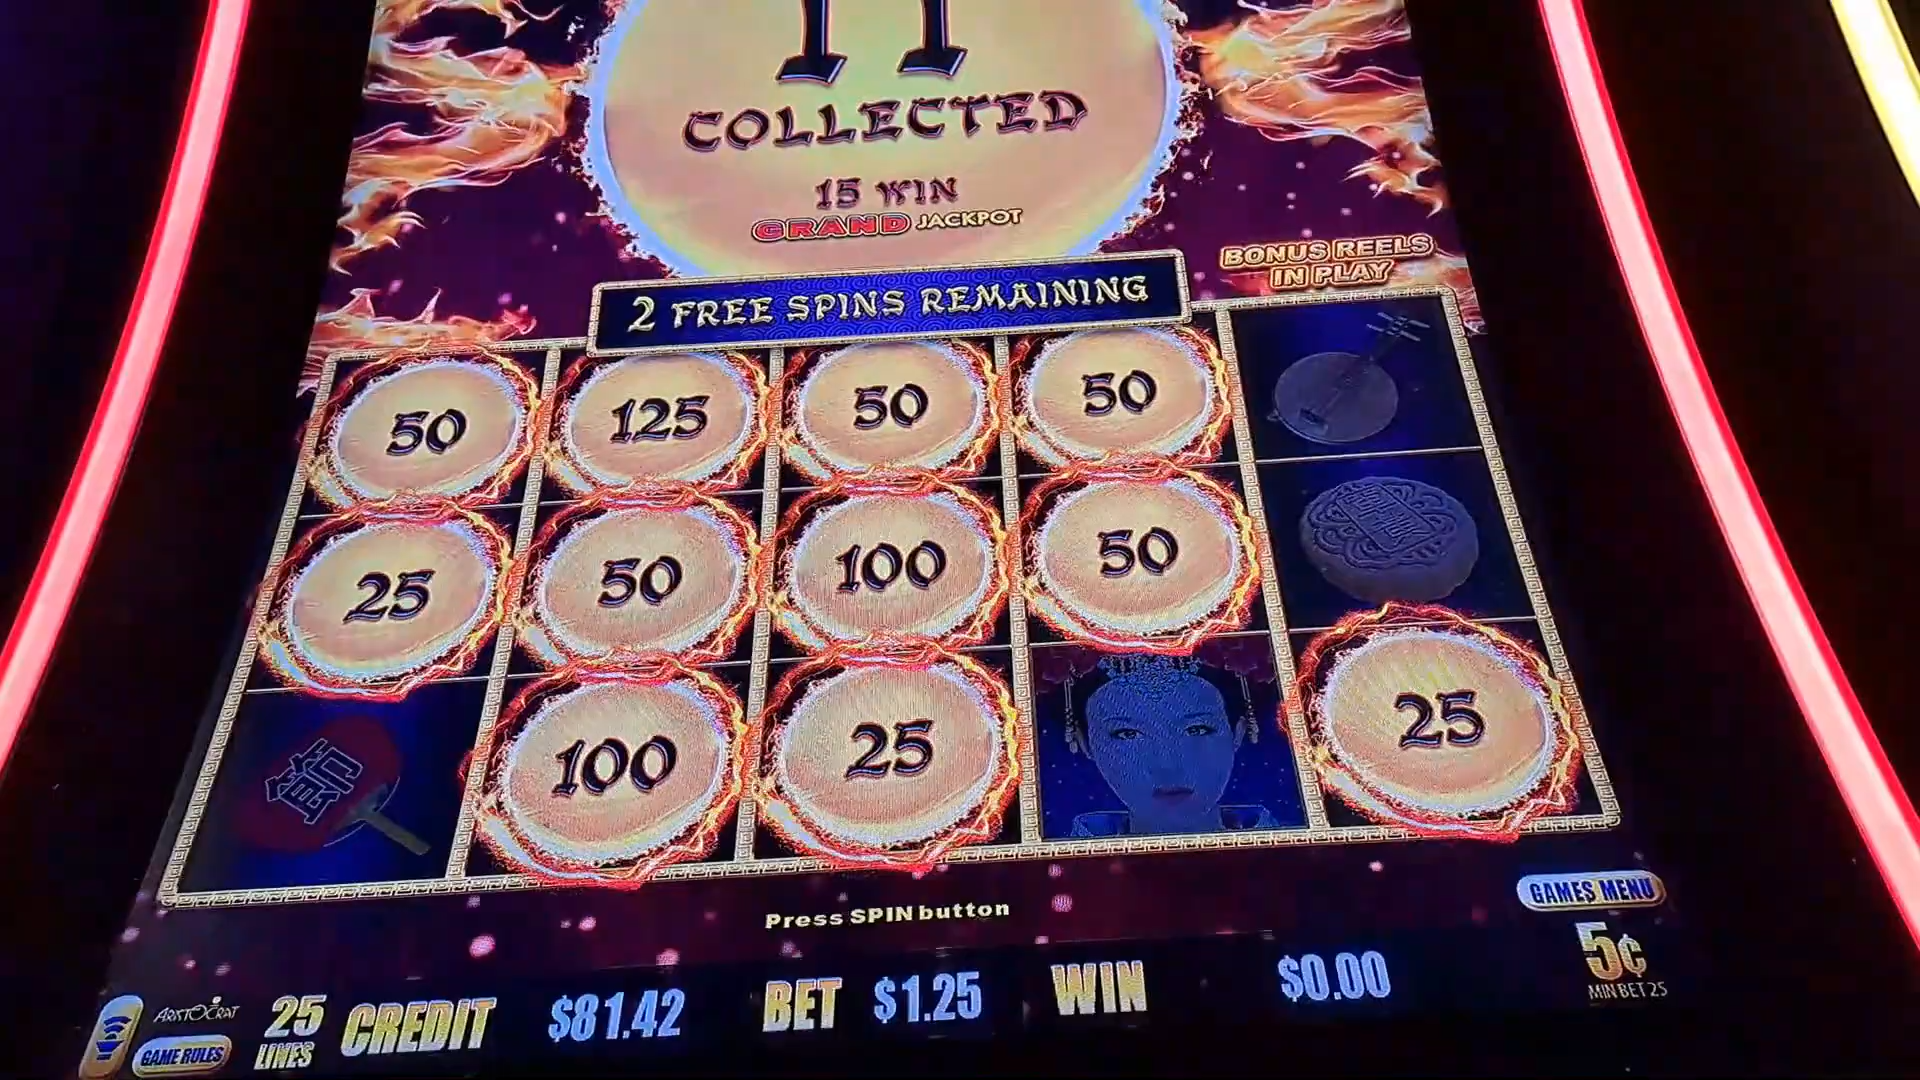 11
COLLECTED
15 WIN
GRAND JACKPOT
BONUS REELS
IN PLAY
2 FREE SPINS REMAINING
50 125 50 50
25 50 100 50
100 25 25
Press SPIN button
GAMES MENU
5¢
MIN BET 25
ARISTOCRAT
GAME RULES
25
LINES
CREDIT $81.42 BET $1.25 WIN $0.00